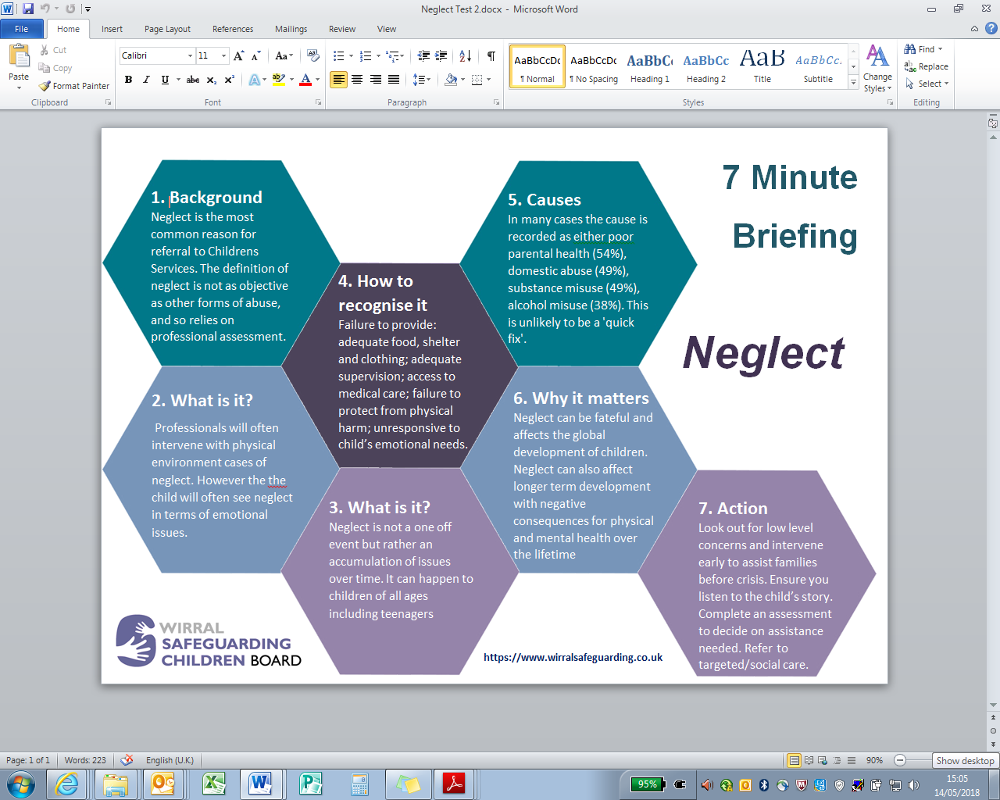 Neglect Test 2.docx - Microsoft Word
File Home Insert Page Layout References Mailings Review View
Paste
Cut
Copy
Format Painter
Clipboard
Calibri 11
B I U abc x₂ x² A A
Font
Paragraph
AaBbCcDc AaBbCcDc AaBbC AaBbCc AaB AaBbCc.
¶ Normal ¶ No Spacing Heading 1 Heading 2 Title Subtitle
Change
Styles
Styles
Find
Replace
Select
Editing
7 Minute
Briefing
Neglect
1. Background
Neglect is the most
common reason for
referral to Childrens
Services. The definition of
neglect is not as objective
as other forms of abuse,
and so relies on
professional assessment.
2. What is it?
Professionals will often
intervene with physical
environment cases of
neglect. However the the
child will often see neglect
in terms of emotional
issues.
3. What is it?
Neglect is not a one off
event but rather an
accumulation of issues
over time. It can happen to
children of all ages
including teenagers
4. How to
recognise it
Failure to provide:
adequate food, shelter
and clothing; adequate
supervision; access to
medical care; failure to
protect from physical
harm; unresponsive to
child's emotional needs.
5. Causes
In many cases the cause is
recorded as either poor
parental health (54%),
domestic abuse (49%),
substance misuse (49%),
alcohol misuse (38%). This
is unlikely to be a 'quick
fix'.
6. Why it matters
Neglect can be fateful and
affects the global
development of children.
Neglect can also affect
longer term development
with negative
consequences for physical
and mental health over
the lifetime
7. Action
Look out for low level
concerns and intervene
early to assist families
before crisis. Ensure you
listen to the child's story.
Complete an assessment
to decide on assistance
needed. Refer to
targeted/social care.
WIRRAL
SAFEGUARDING
CHILDREN BOARD
https://www.wirralsafeguarding.co.uk
Page: 1 of 1 Words: 223 English (U.K.) 90%
Show desktop
95%
15:05
14/05/2018